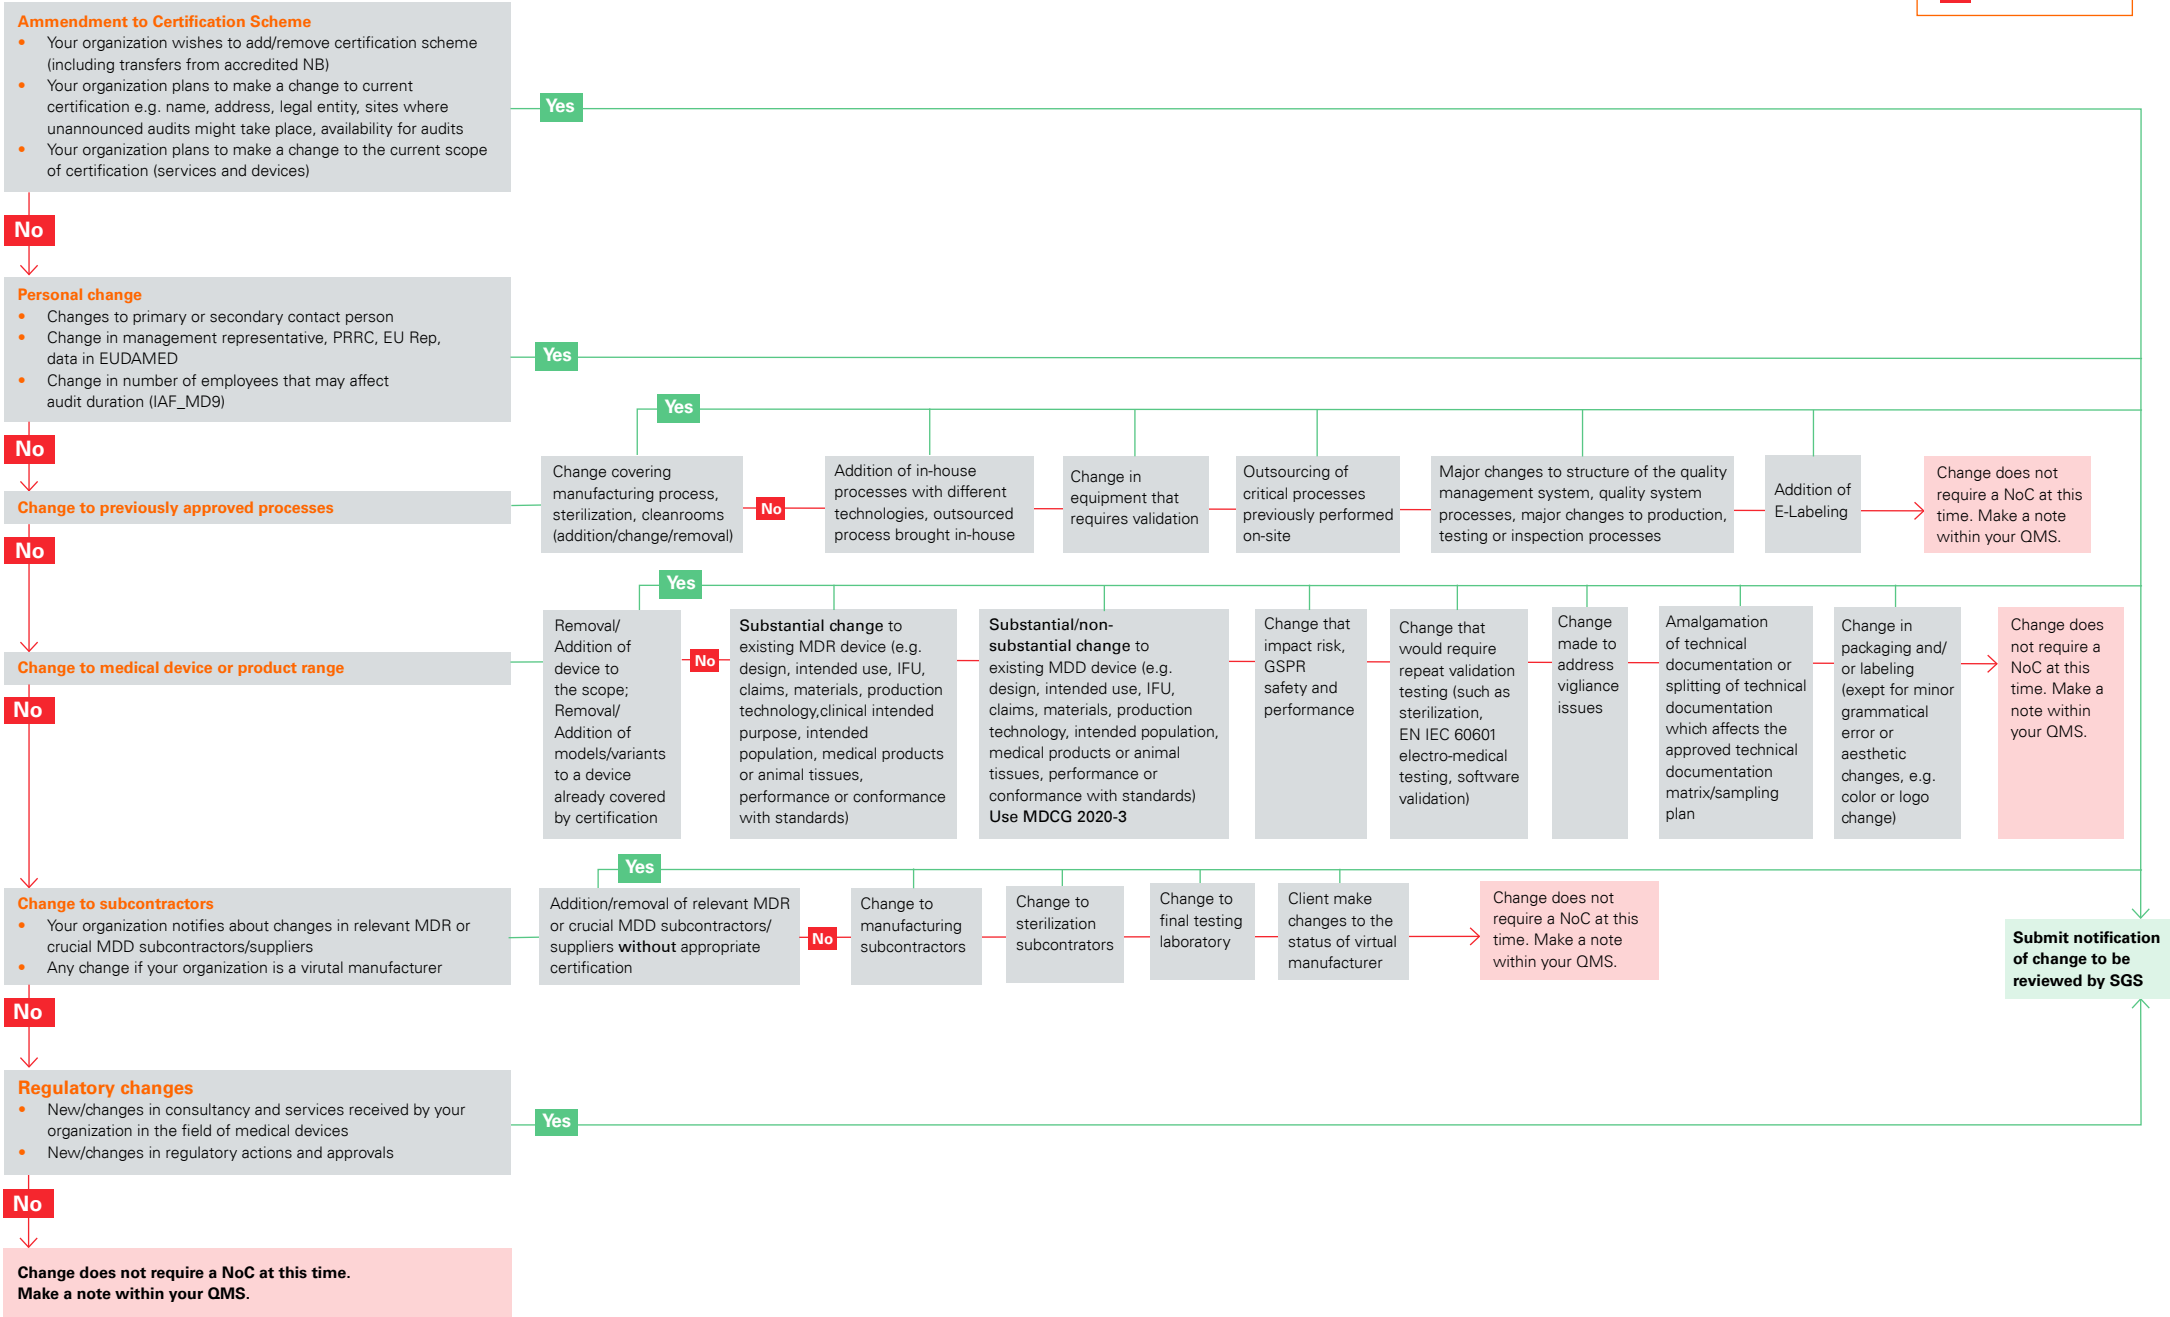 Ammendment to Certification Scheme
• Your organization wishes to add/remove certification scheme
(including transfers from accredited NB)
• Your organization plans to make a change to current
certification e.g. name, address, legal entity, sites where
unannounced audits might take place, availability for audits
• Your organization plans to make a change to the current scope
of certification (services and devices)
Yes
No
Personal change
• Changes to primary or secondary contact person
• Change in management representative, PRRC, EU Rep,
data in EUDAMED
• Change in number of employees that may affect
audit duration (IAF_MD9)
Yes
No
Change to previously approved processes
Yes
Change covering
manufacturing process,
sterilization, cleanrooms
(addition/change/removal)
No
Addition of in-house
processes with different
technologies, outsourced
process brought in-house
Change in
equipment that
requires validation
Outsourcing of
critical processes
previously performed
on-site
Major changes to structure of the quality
management system, quality system
processes, major changes to production,
testing or inspection processes
Addition of
E-Labeling
Change does not
require a NoC at this
time. Make a note
within your QMS.
No
Change to medical device or product range
Yes
Removal/
Addition of
device to
the scope;
Removal/
Addition of
models/variants
to a device
already covered
by certification
No
Substantial change to
existing MDR device (e.g.
design, intended use, IFU,
claims, materials, production
technology,clinical intended
purpose, intended
population, medical products
or animal tissues,
performance or conformance
with standards)
Substantial/non-
substantial change to
existing MDD device (e.g.
design, intended use, IFU,
claims, materials, production
technology, intended population,
medical products or animal
tissues, performance or
conformance with standards)
Use MDCG 2020-3
Change that
impact risk,
GSPR
safety and
performance
Change that
would require
repeat validation
testing (such as
sterilization,
EN IEC 60601
electro-medical
testing, software
validation)
Change
made to
address
vigliance
issues
Amalgamation
of technical
documentation or
splitting of technical
documentation
which affects the
approved technical
documentation
matrix/sampling
plan
Change in
packaging and/
or labeling
(exept for minor
grammatical
error or
aesthetic
changes, e.g.
color or logo
change)
Change does
not require a
NoC at this
time. Make a
note within
your QMS.
No
Change to subcontractors
• Your organization notifies about changes in relevant MDR or
crucial MDD subcontractors/suppliers
• Any change if your organization is a virutal manufacturer
Yes
Addition/removal of relevant MDR
or crucial MDD subcontractors/
suppliers without appropriate
certification
No
Change to
manufacturing
subcontractors
Change to
sterilization
subcontrators
Change to
final testing
laboratory
Client make
changes to the
status of virtual
manufacturer
Change does not
require a NoC at this
time. Make a note
within your QMS.
Submit notification
of change to be
reviewed by SGS
No
Regulatory changes
• New/changes in consultancy and services received by your
organization in the field of medical devices
• New/changes in regulatory actions and approvals
Yes
No
Change does not require a NoC at this time.
Make a note within your QMS.